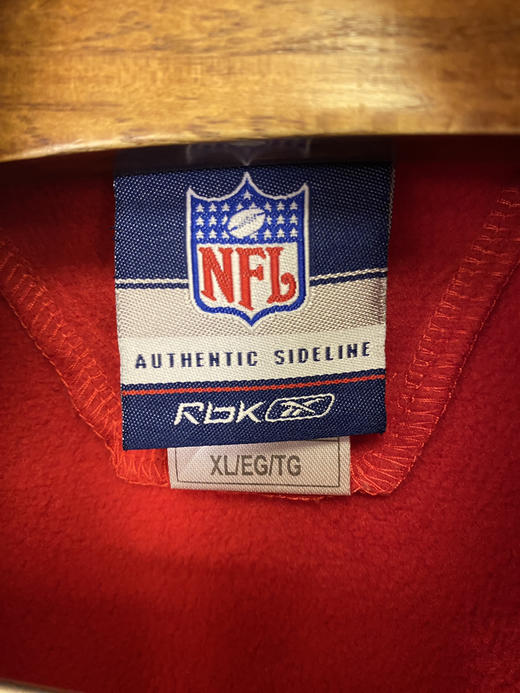 NFL
AUTHENTIC SIDELINE
Rbk
XL/EG/TG